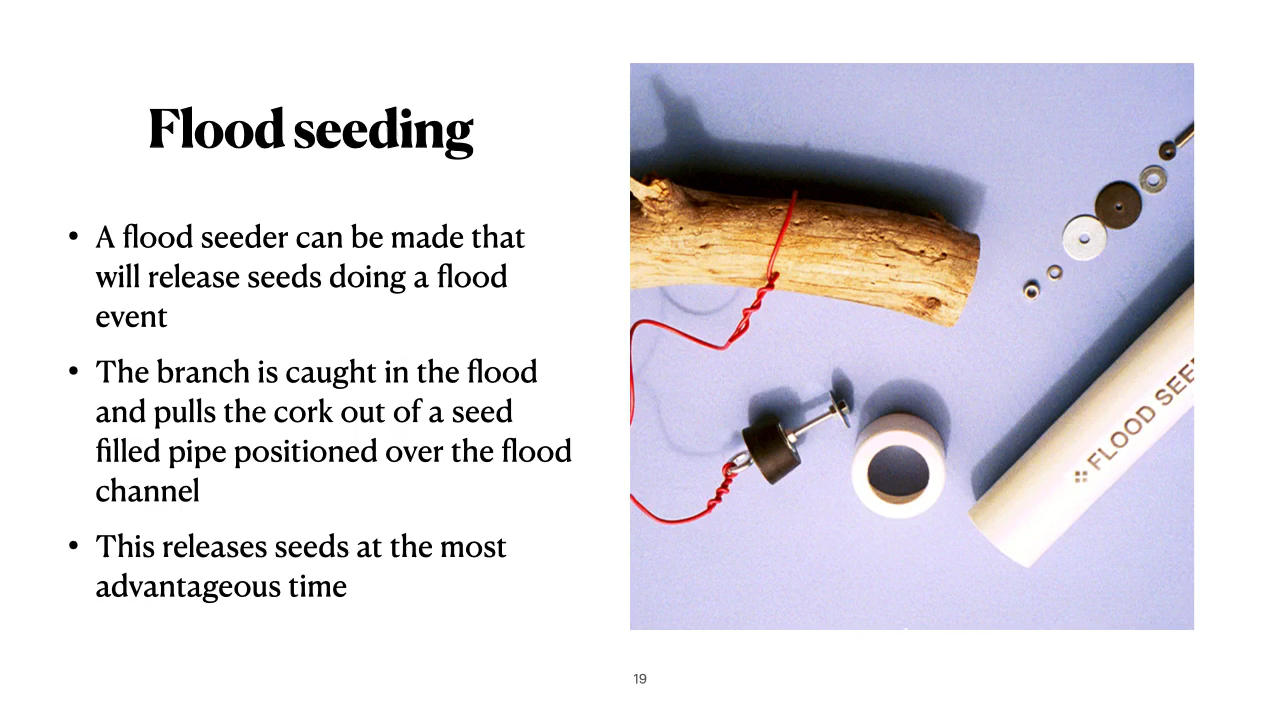 Flood seeding
• A flood seeder can be made that
will release seeds doing a flood
event
• The branch is caught in the flood
and pulls the cork out of a seed
filled pipe positioned over the flood
channel
• This releases seeds at the most
advantageous time
FLOOD SEE
19